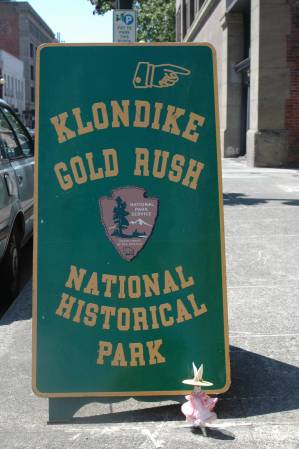 KLONDIKE
GOLD RUSH
NATIONAL
PARK
SERVICE
NATIONAL
HISTORICAL
PARK